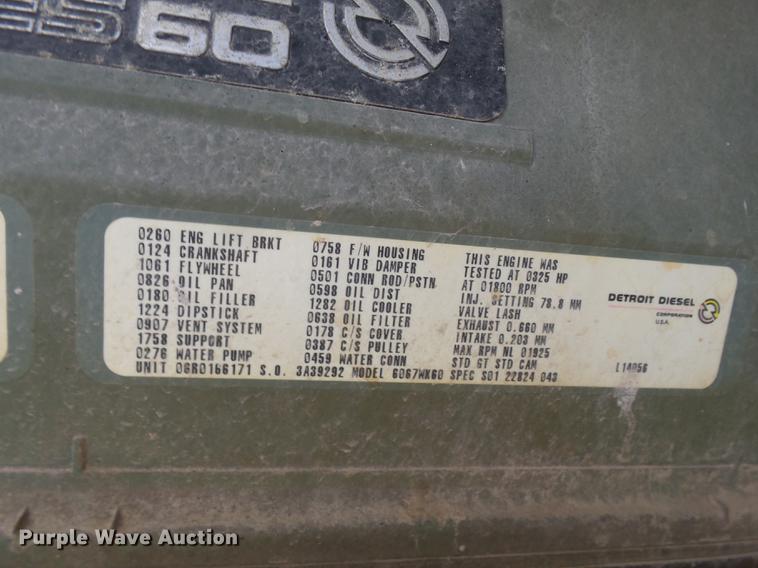 ES
60
0260 ENG LIFT BRKT
0124 CRANKSHAFT
1061 FLYWHEEL
0826 OIL PAN
0180 OIL FILLER
1224 DIPSTICK
0907 VENT SYSTEM
1758 SUPPORT
0276 WATER PUMP
0758 F/W HOUSING
0161 VIB DAMPER
0501 CONN ROD/PSTN
0598 OIL DIST
1282 OIL COOLER
0638 OIL FILTER
0178 C/S COVER
0387 C/S PULLEY
0459 WATER CONN
THIS ENGINE WAS
TESTED AT 0325 HP
AT 01800 RPM
INJ. SETTING 78.8 MM
VALVE LASH
EXHAUST 0.660 MM
INTAKE 0.203 MM
MAX RPM NL 01925
STD GT STD CAM
UNIT 06R0166171 S.O. 3A39292 MODEL 6067WK60 SPEC S01 22824 043
DETROIT DIESEL
CORPORATION
U.S.A.
L14056
Purple Wave Auction